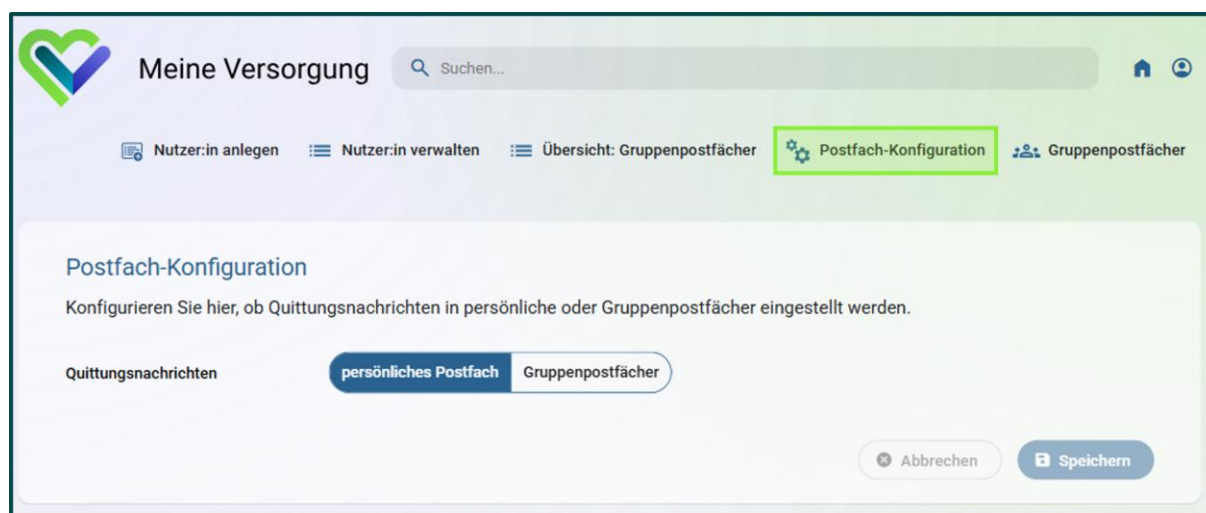 Meine Versorgung
Suchen...
Nutzer:in anlegen
Nutzer:in verwalten
Übersicht: Gruppenpostfächer
Postfach-Konfiguration
Gruppenpostfächer
Postfach-Konfiguration
Konfigurieren Sie hier, ob Quittungsnachrichten in persönliche oder Gruppenpostfächer eingestellt werden.
Quittungsnachrichten
persönliches Postfach
Gruppenpostfächer
Abbrechen
Speichern